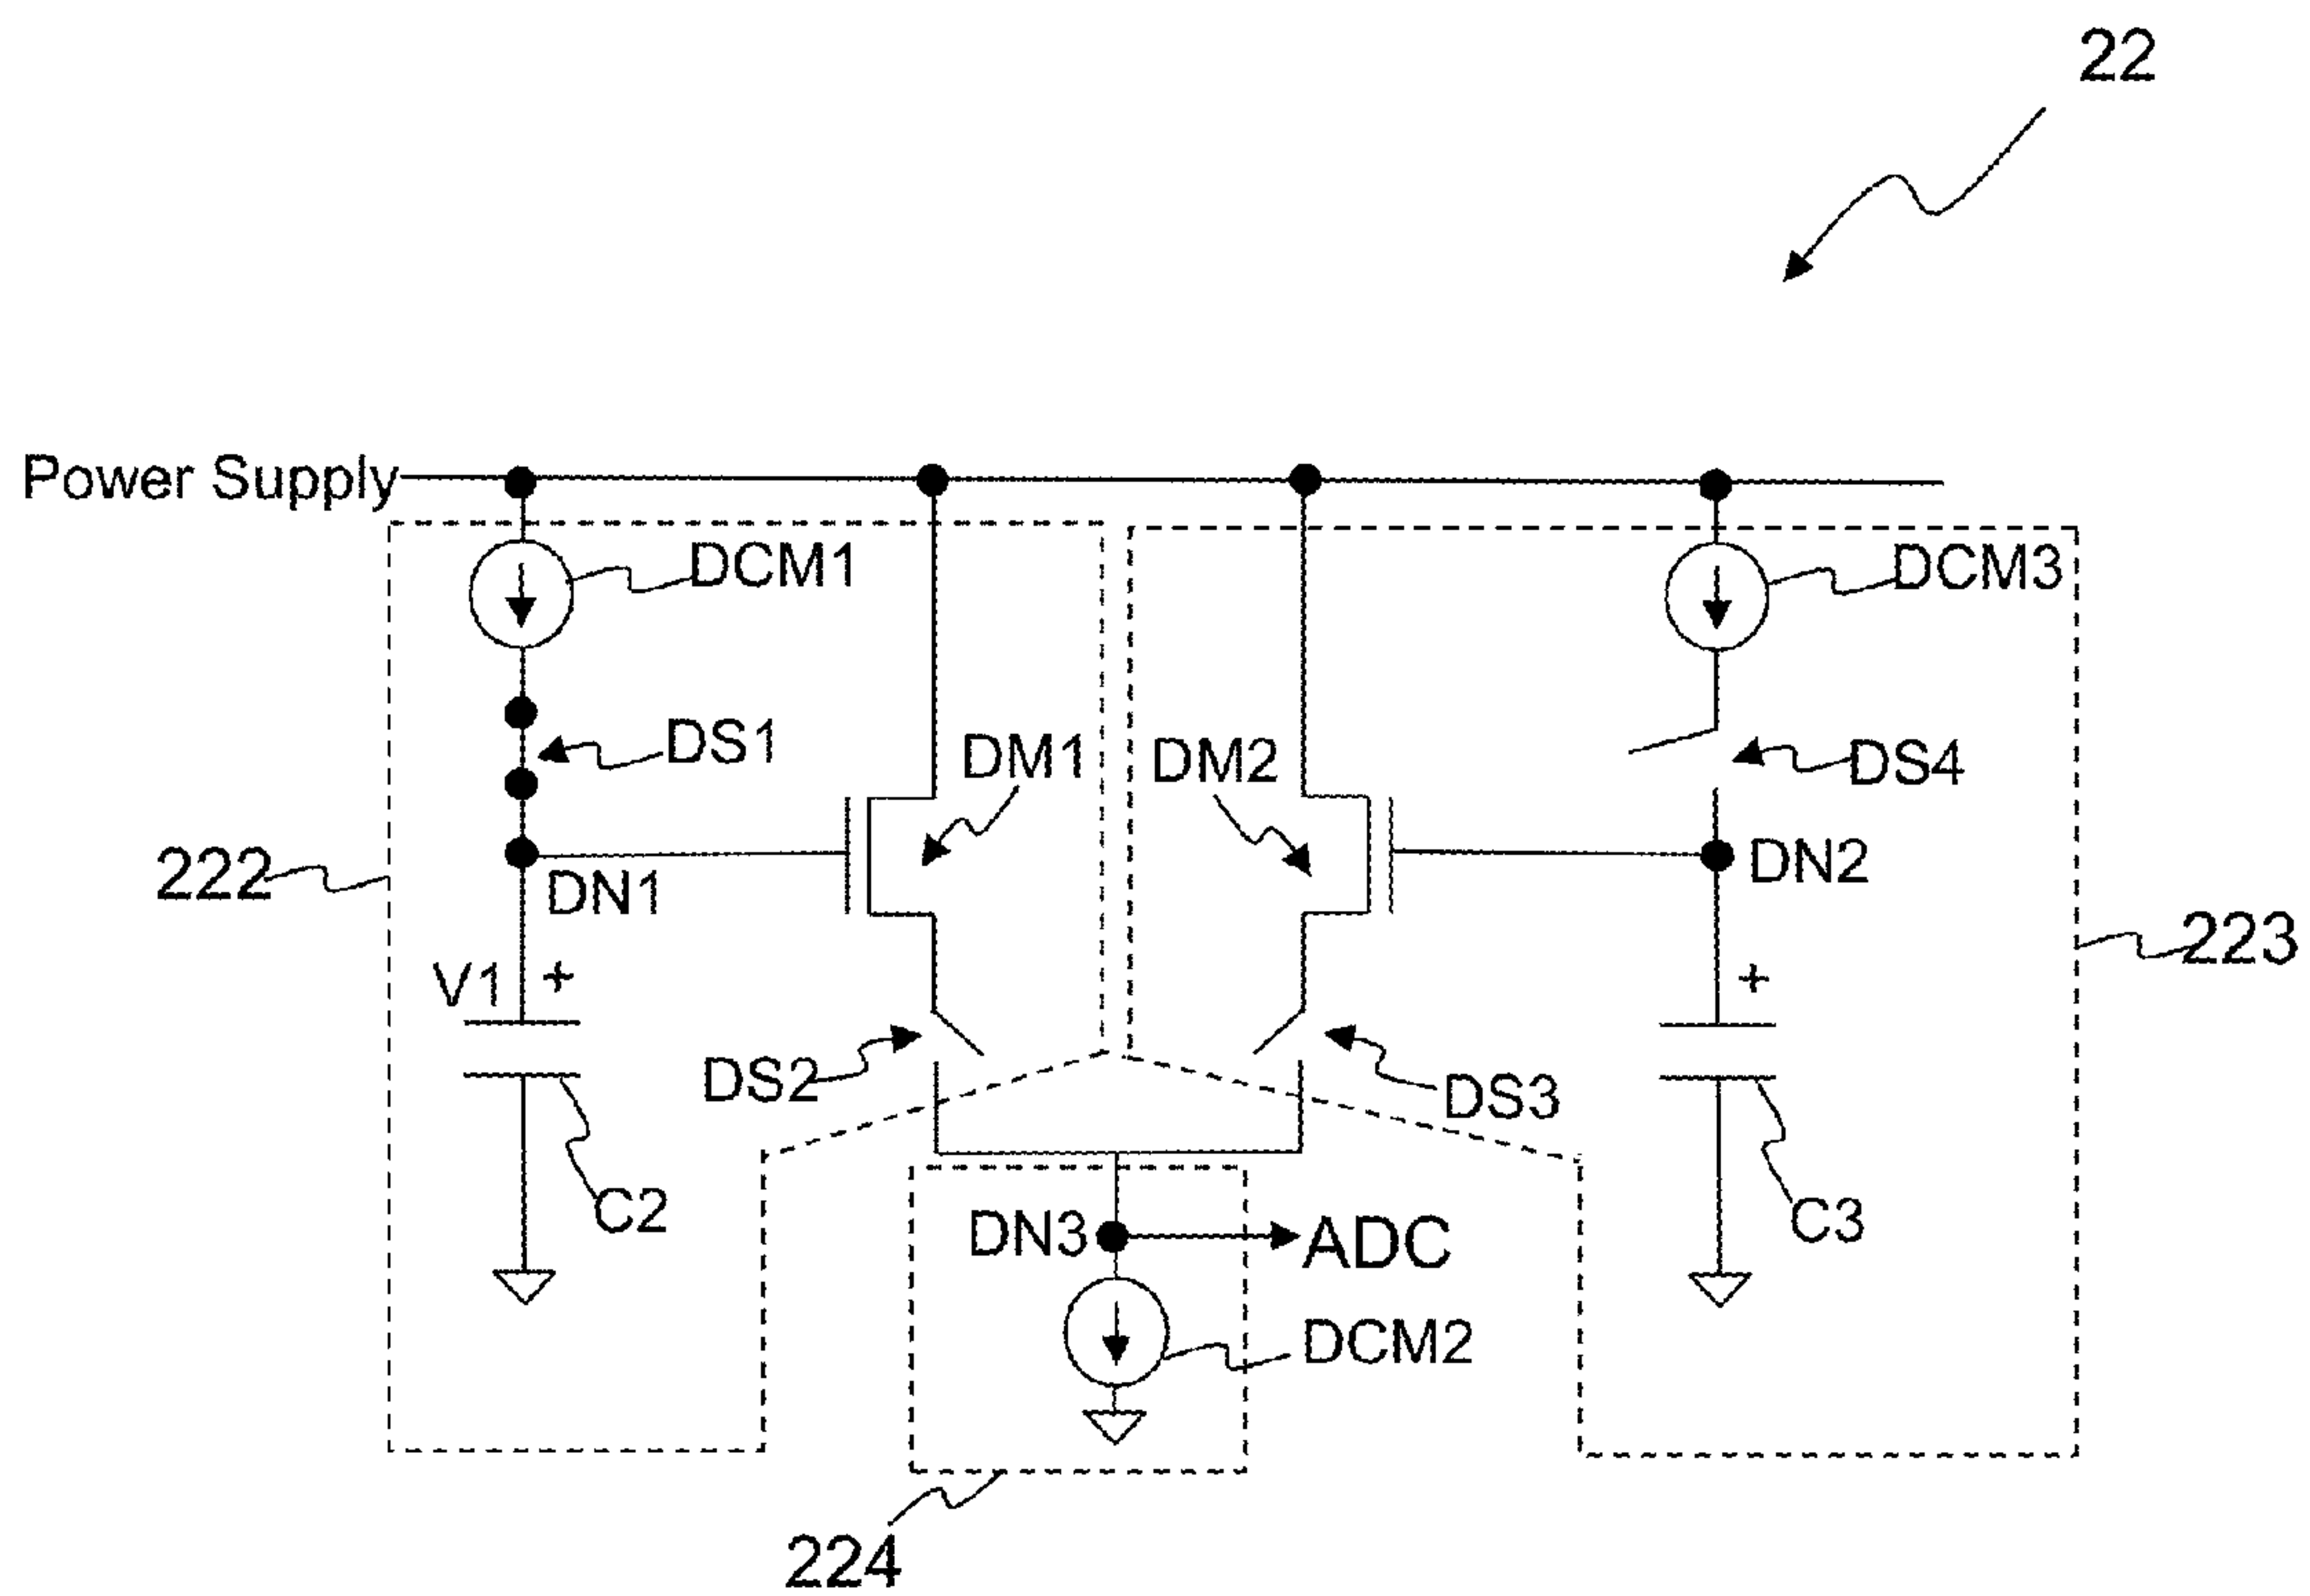 22
Power Supply
DCM1
DCM3
DS1
DM1
DM2
DS4
222
DN1
DN2
223
V1 +
+
DS2
DS3
C2
DN3
ADC
C3
DCM2
224